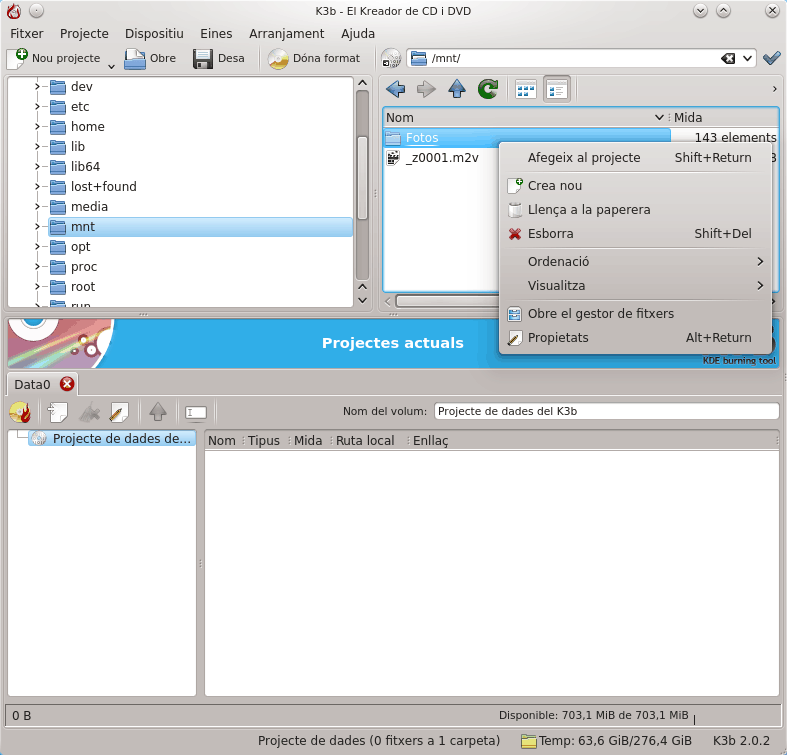 K3b - El Kreador de CD i DVD
Fitxer Projecte Dispositiu Eines Arranjament Ajuda
Nou projecte Obre Desa Dóna format /mnt/
dev
etc
home
lib
lib64
lost+found
media
mnt
opt
proc
root
run
Nom Mida
Fotos 143 elements
_z0001.m2v 3
Afegeix al projecte Shift+Return
Crea nou
Llença a la paperera
Esborra Shift+Del
Ordenació
Visualitza
Obre el gestor de fitxers
Propietats Alt+Return
Projectes actuals
KDE burning tool
Data0
Nom del volum: Projecte de dades del K3b
Projecte de dades de...
Nom Tipus Mida Ruta local Enllaç
0 B Disponible: 703,1 MiB de 703,1 MiB
Projecte de dades (0 fitxers a 1 carpeta) Temp: 63,6 GiB/276,4 GiB K3b 2.0.2